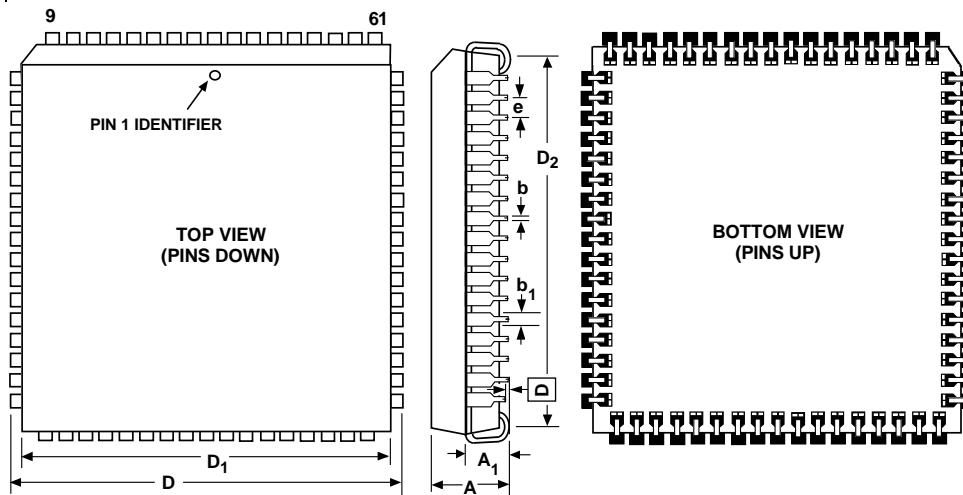 9
61
PIN 1 IDENTIFIER
TOP VIEW
(PINS DOWN)
D₁
D
e
D₂
b
b₁
D
A₁
A
BOTTOM VIEW
(PINS UP)